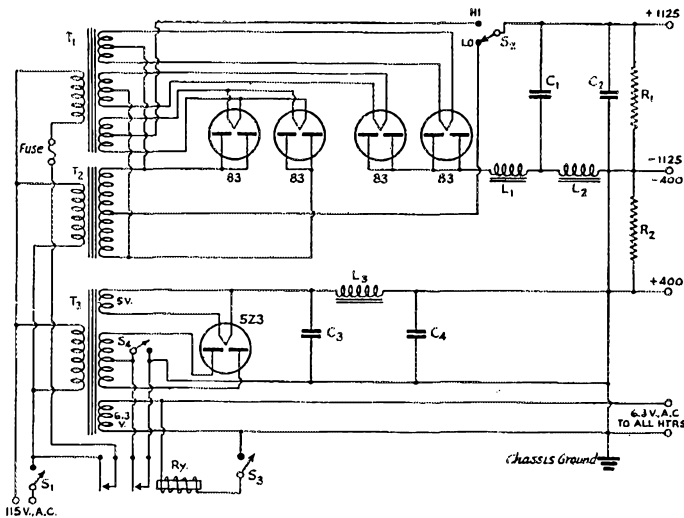 HI
+1125
T1
LO
S2
C1
C2
R1
Fuse
T2
83
83
83
83
L1
L2
-1125
-400
R2
T3
5V.
L3
+400
5Z3
S4
C3
C4
6.3
V.
6.3 V. A.C
TO ALL HTRS
Ry.
S3
Chassis Ground
S1
115V., A.C.